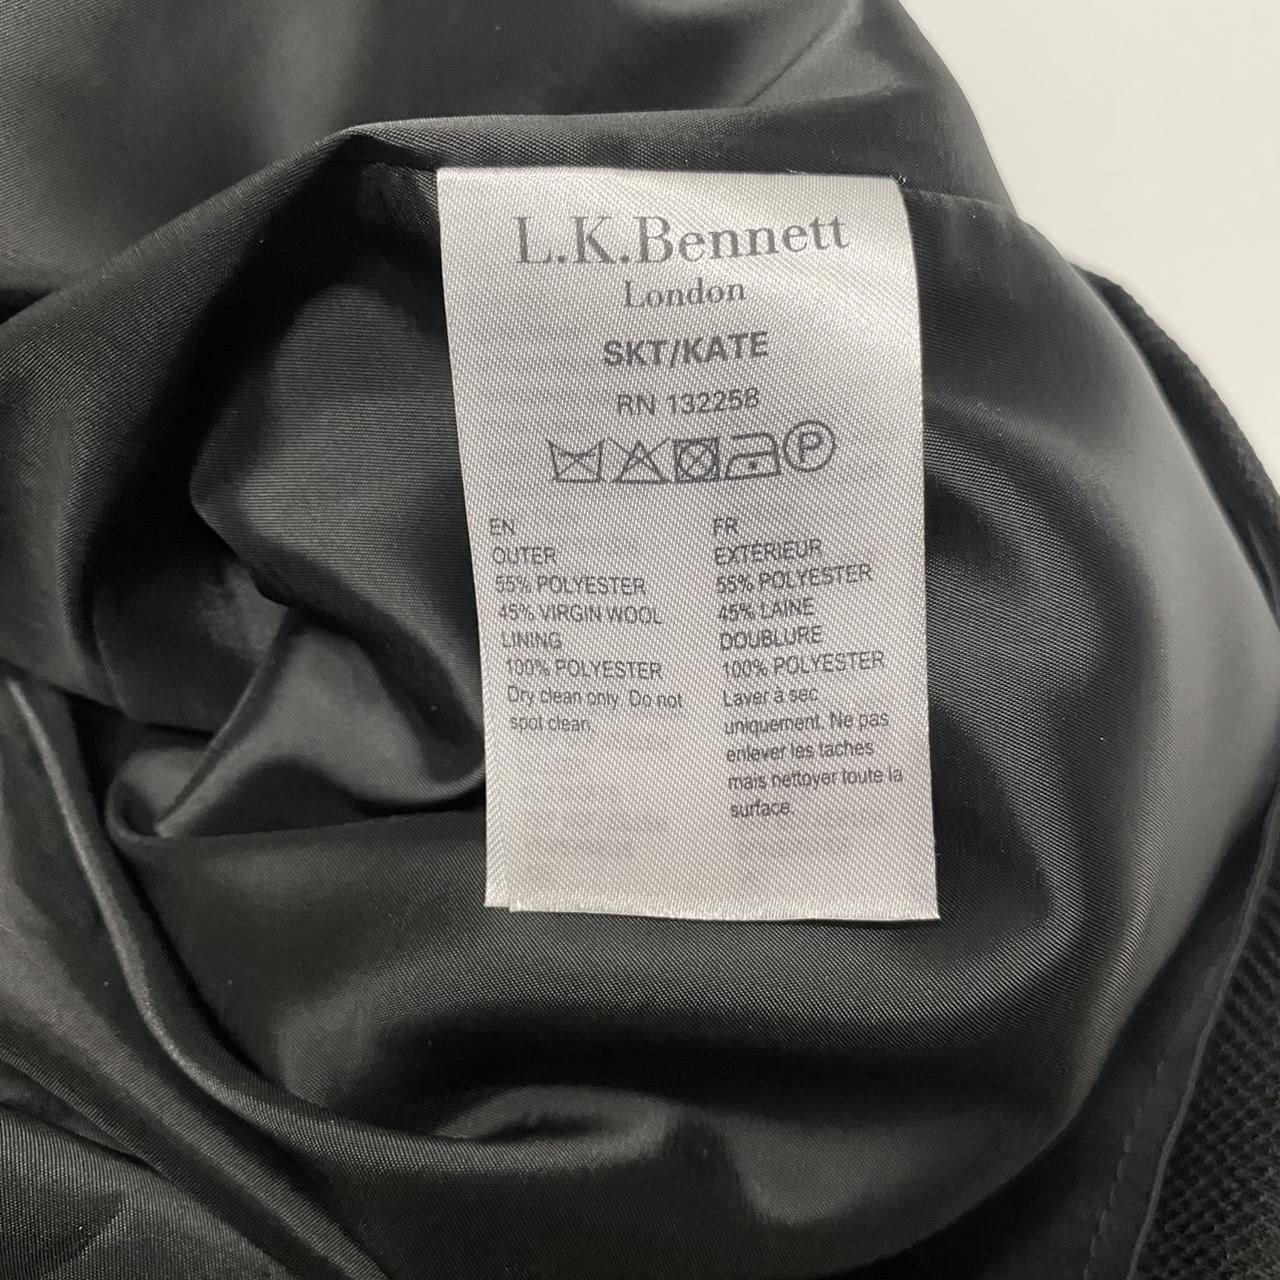 L.K.Bennett
London
SKT/KATE
RN 132258
P
EN
OUTER
55% POLYESTER
45% VIRGIN WOOL
LINING
100% POLYESTER
Dry clean only. Do not
spot clean.
FR
EXTÉRIEUR
55% POLYESTER
45% LAINE
DOUBLURE
100% POLYESTER
Laver à sec
uniquement. Ne pas
enlever les taches
mais nettoyer toute la
surface.